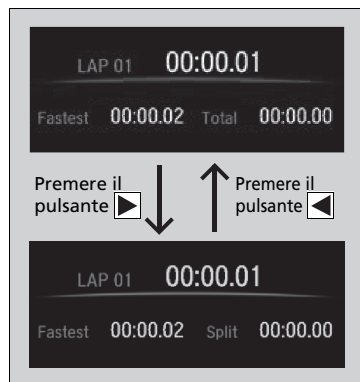 LAP 01 00:00.01
Fastest 00:00.02 Total 00:00.00
Premere il
pulsante ▶
Premere il
pulsante ◀
LAP 01 00:00.01
Fastest 00:00.02 Split 00:00.00